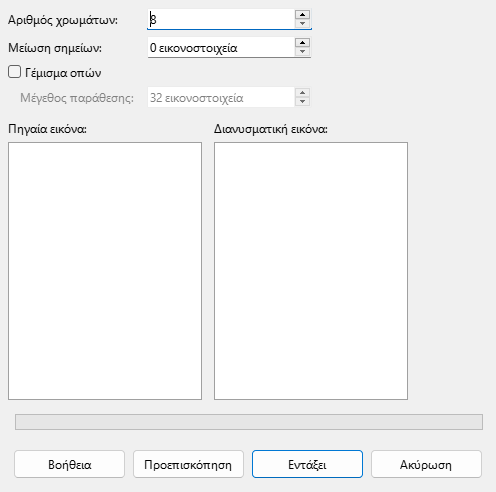 Αριθμός χρωμάτων: 8
Μείωση σημείων: 0 εικονοστοιχεία
Γέμισμα οπών
Μέγεθος παράθεσης: 32 εικονοστοιχεία
Πηγαία εικόνα: Διανυσματική εικόνα:
Βοήθεια Προεπισκόπηση Εντάξει Ακύρωση